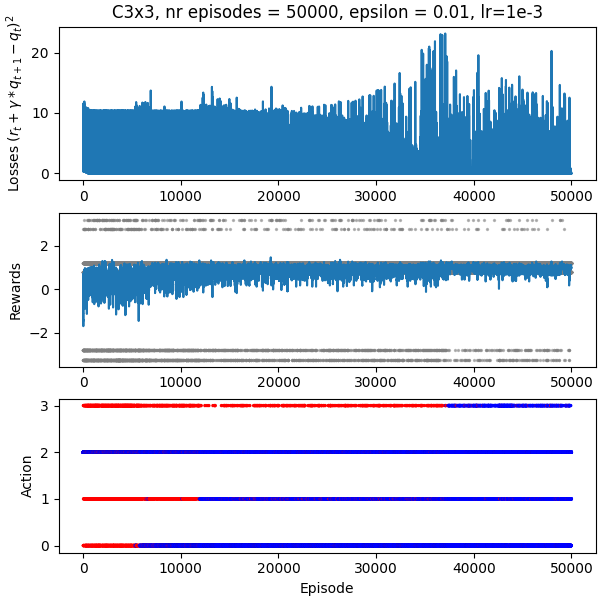 C3x3, nr episodes = 50000, epsilon = 0.01, lr=1e-3
Losses $(r_t + \gamma * q_{t+1} - q_t)^2$
20
10
0
0 10000 20000 30000 40000 50000
Rewards
2
0
−2
0 10000 20000 30000 40000 50000
Action
3
2
1
0
0 10000 20000 30000 40000 50000
Episode